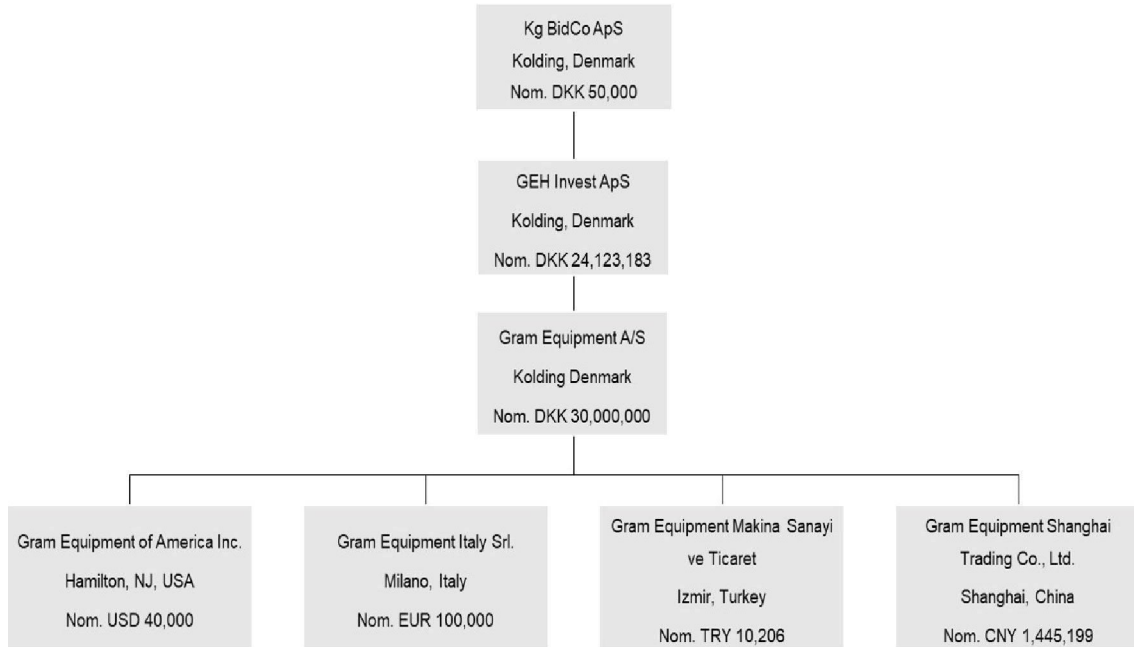 Kg BidCo ApS
Kolding, Denmark
Nom. DKK 50,000
GEH Invest ApS
Kolding, Denmark
Nom. DKK 24,123,183
Gram Equipment A/S
Kolding Denmark
Nom. DKK 30,000,000
Gram Equipment of America Inc.
Hamilton, NJ, USA
Nom. USD 40,000
Gram Equipment Italy Srl.
Milano, Italy
Nom. EUR 100,000
Gram Equipment Makina Sanayi
ve Ticaret
Izmir, Turkey
Nom. TRY 10,206
Gram Equipment Shanghai
Trading Co., Ltd.
Shanghai, China
Nom. CNY 1,445,199